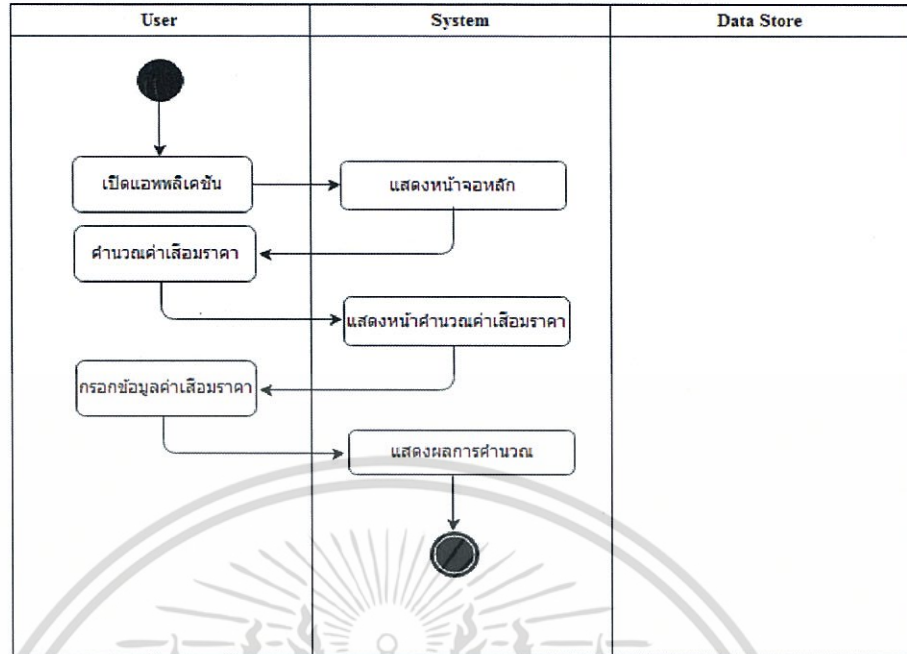 User
System
Data Store
เปิดแอพพลิเคชัน
แสดงหน้าจอหลัก
คำนวณค่าเสื่อมราคา
แสดงหน้าคำนวณค่าเสื่อมราคา
กรอกข้อมูลค่าเสื่อมราคา
แสดงผลการคำนวณ